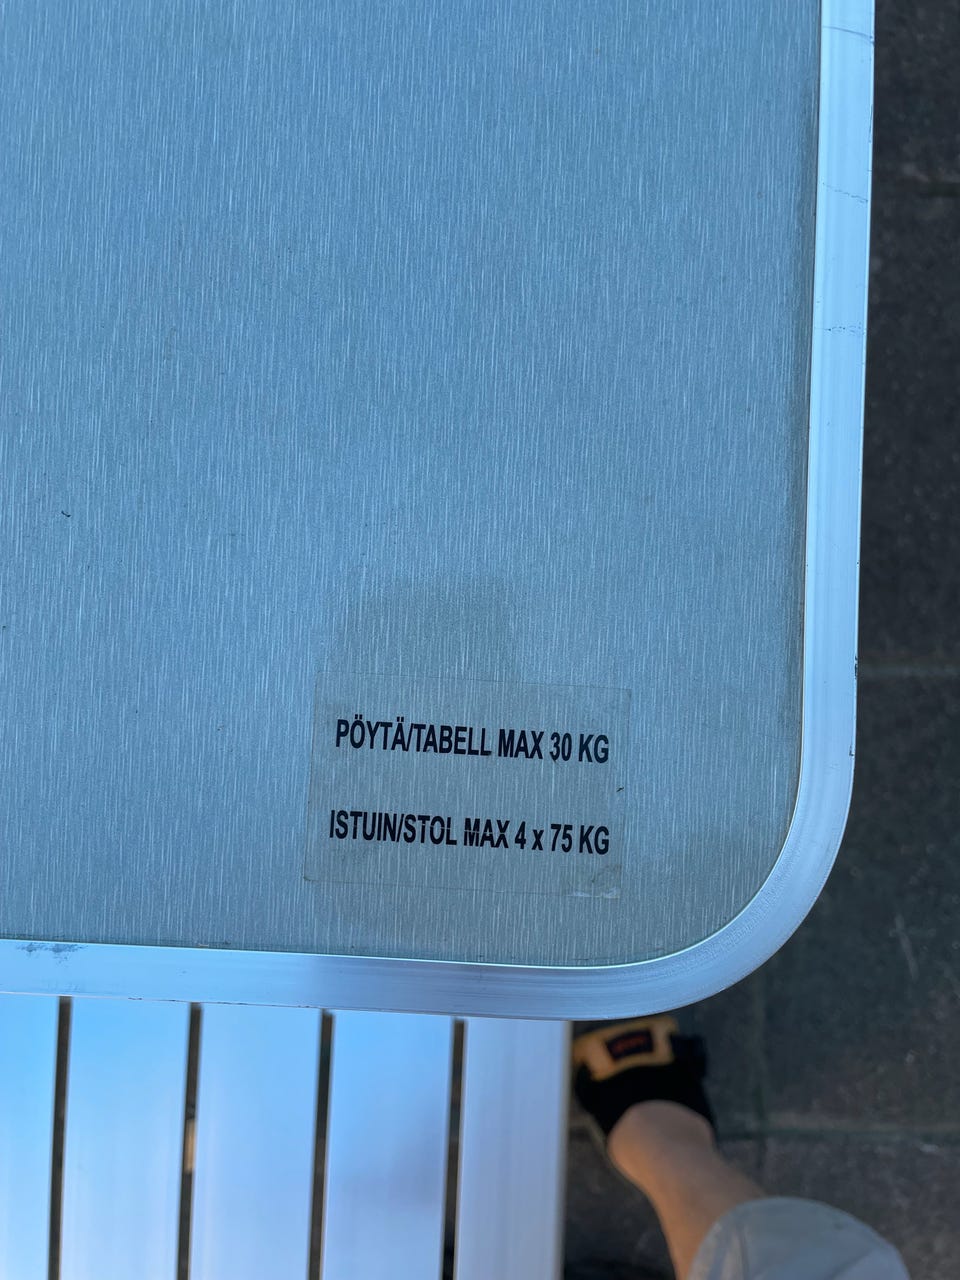 PÖYTÄ/TABELL MAX 30 KG
ISTUIN/STOL MAX 4 x 75 KG